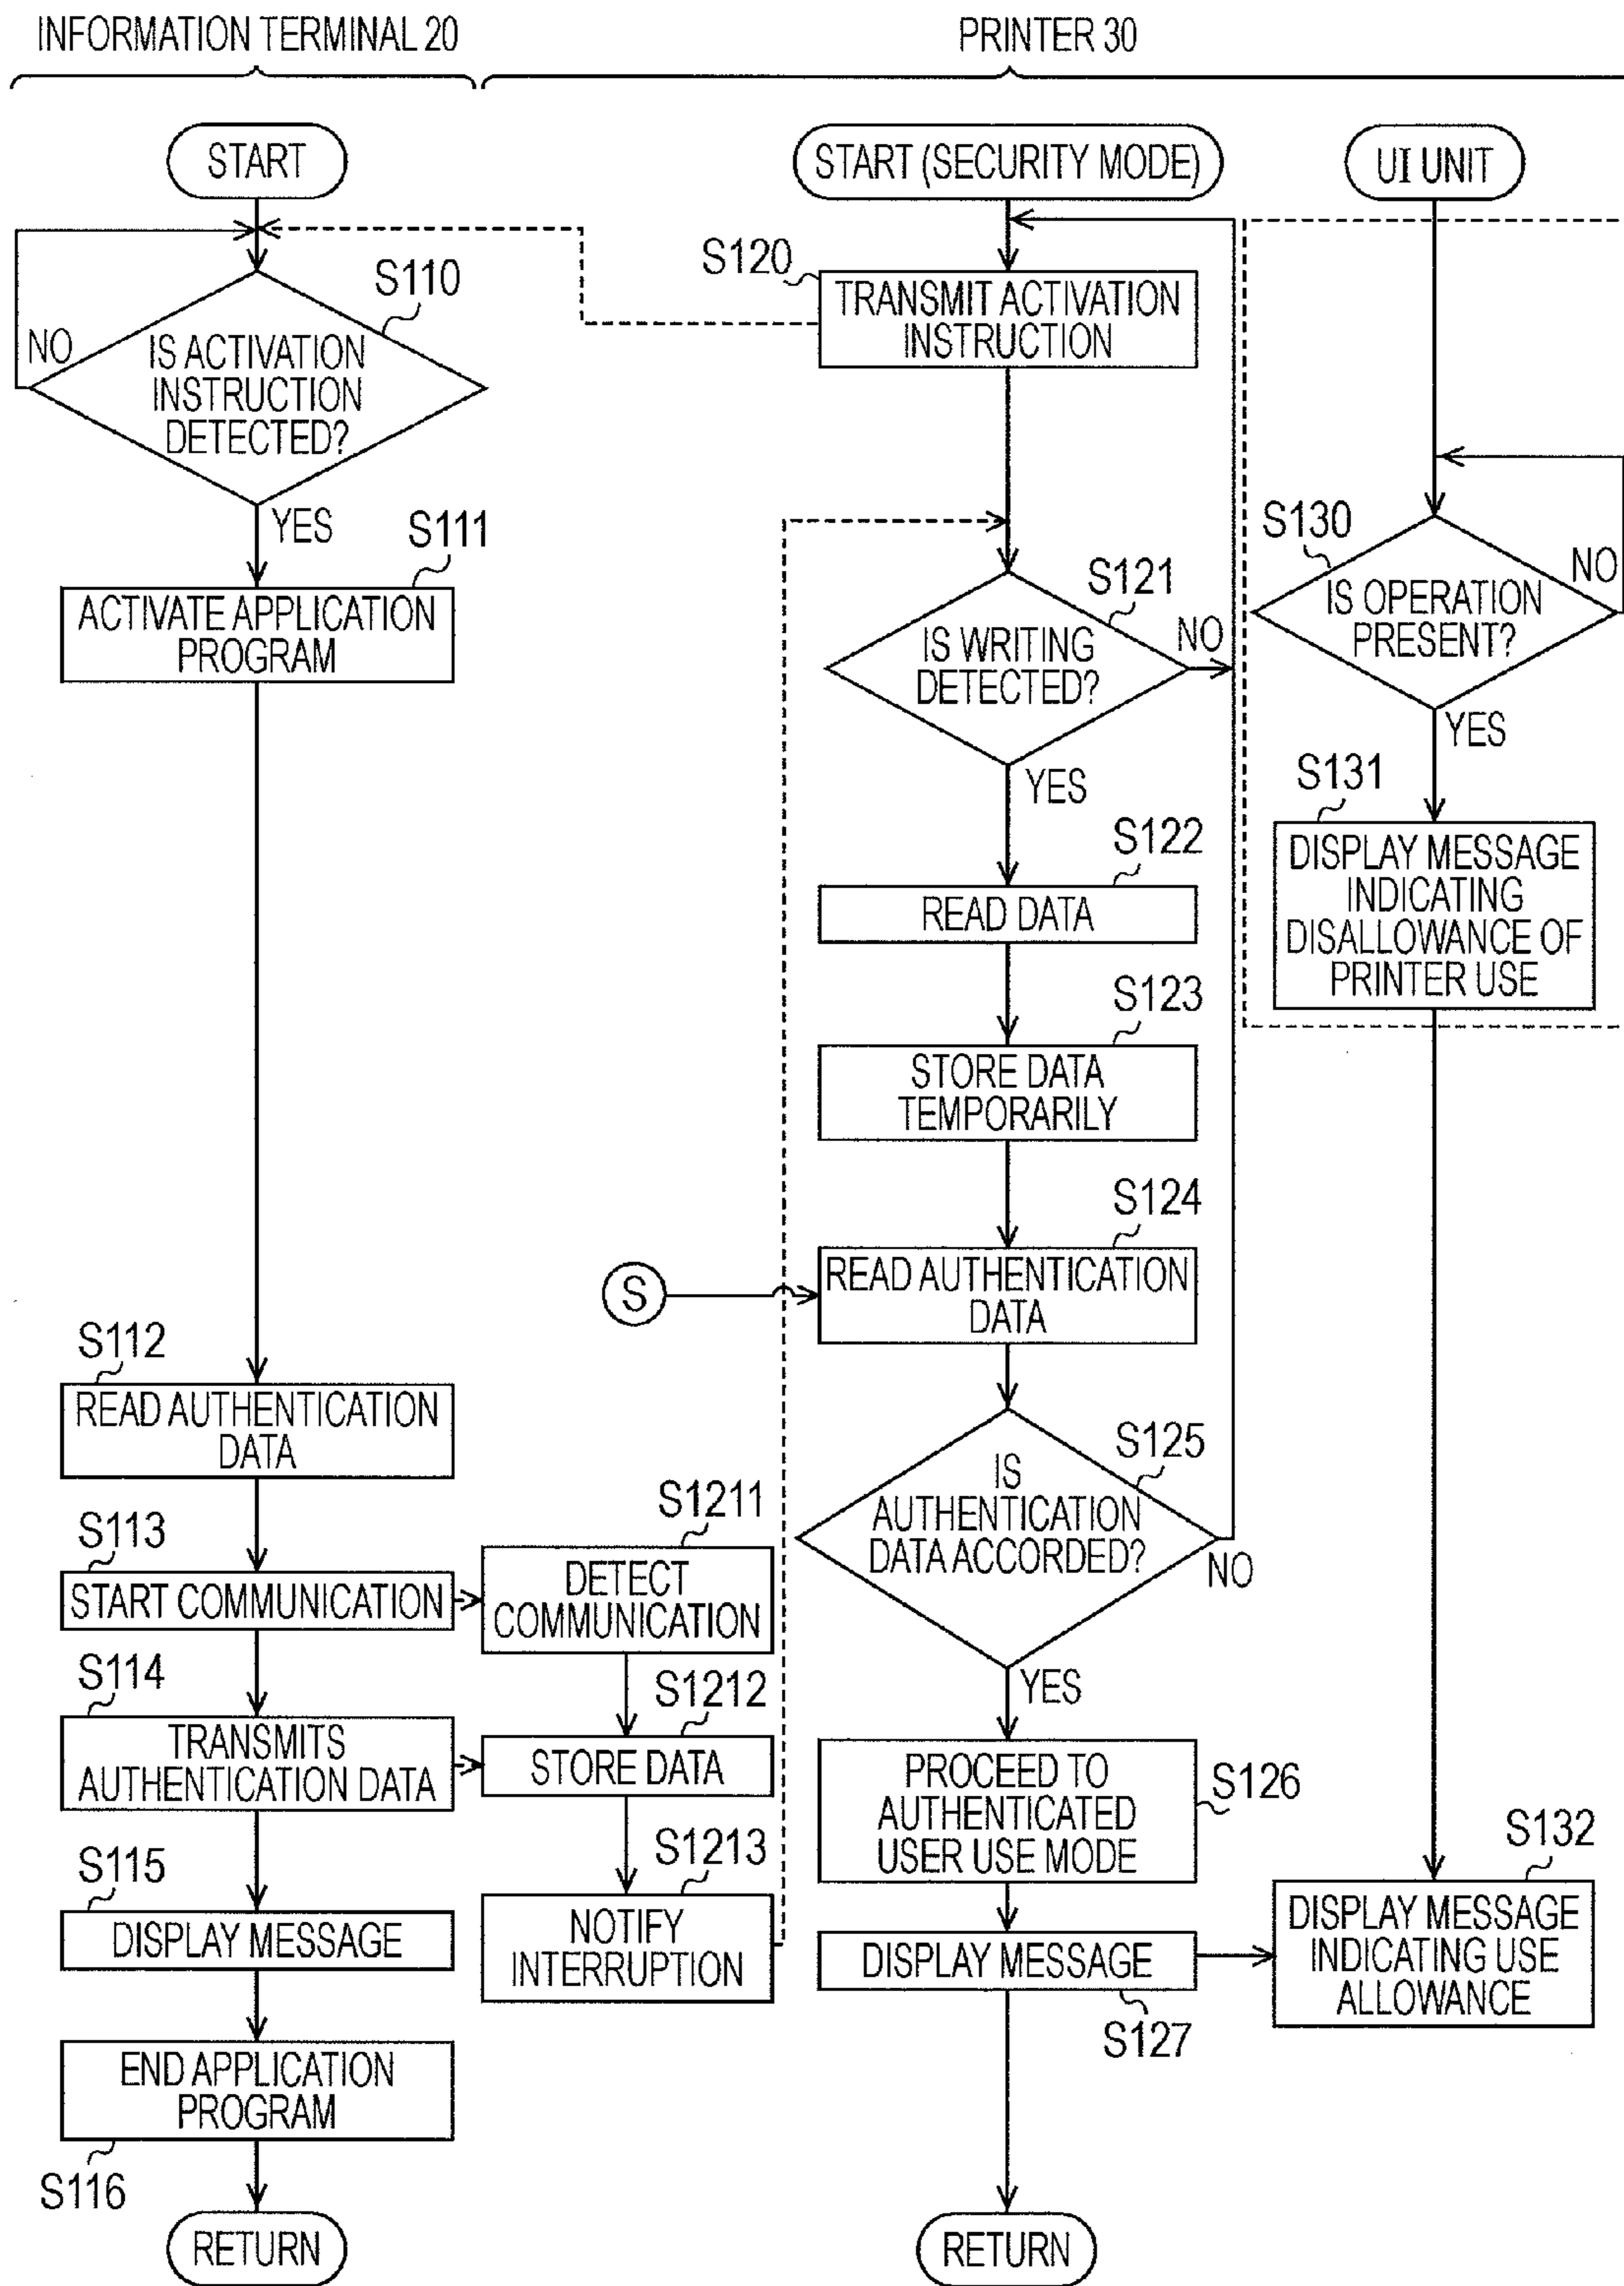 INFORMATION TERMINAL 20
PRINTER 30
START
START (SECURITY MODE)
UI UNIT
S110
IS ACTIVATION
INSTRUCTION
DETECTED?
NO
YES
S111
ACTIVATE APPLICATION
PROGRAM
S112
READ AUTHENTICATION
DATA
S113
START COMMUNICATION
S114
TRANSMITS
AUTHENTICATION DATA
S115
DISPLAY MESSAGE
END APPLICATION
PROGRAM
S116
RETURN
S1211
DETECT
COMMUNICATION
S1212
STORE DATA
S1213
NOTIFY
INTERRUPTION
S120
TRANSMIT ACTIVATION
INSTRUCTION
S121
IS WRITING
DETECTED?
NO
YES
S122
READ DATA
S123
STORE DATA
TEMPORARILY
S124
S
READ AUTHENTICATION
DATA
S125
IS
AUTHENTICATION
DATA ACCORDED?
NO
YES
PROCEED TO
AUTHENTICATED
USER USE MODE
S126
DISPLAY MESSAGE
S127
RETURN
S130
IS OPERATION
PRESENT?
NO
YES
S131
DISPLAY MESSAGE
INDICATING
DISALLOWANCE OF
PRINTER USE
S132
DISPLAY MESSAGE
INDICATING USE
ALLOWANCE